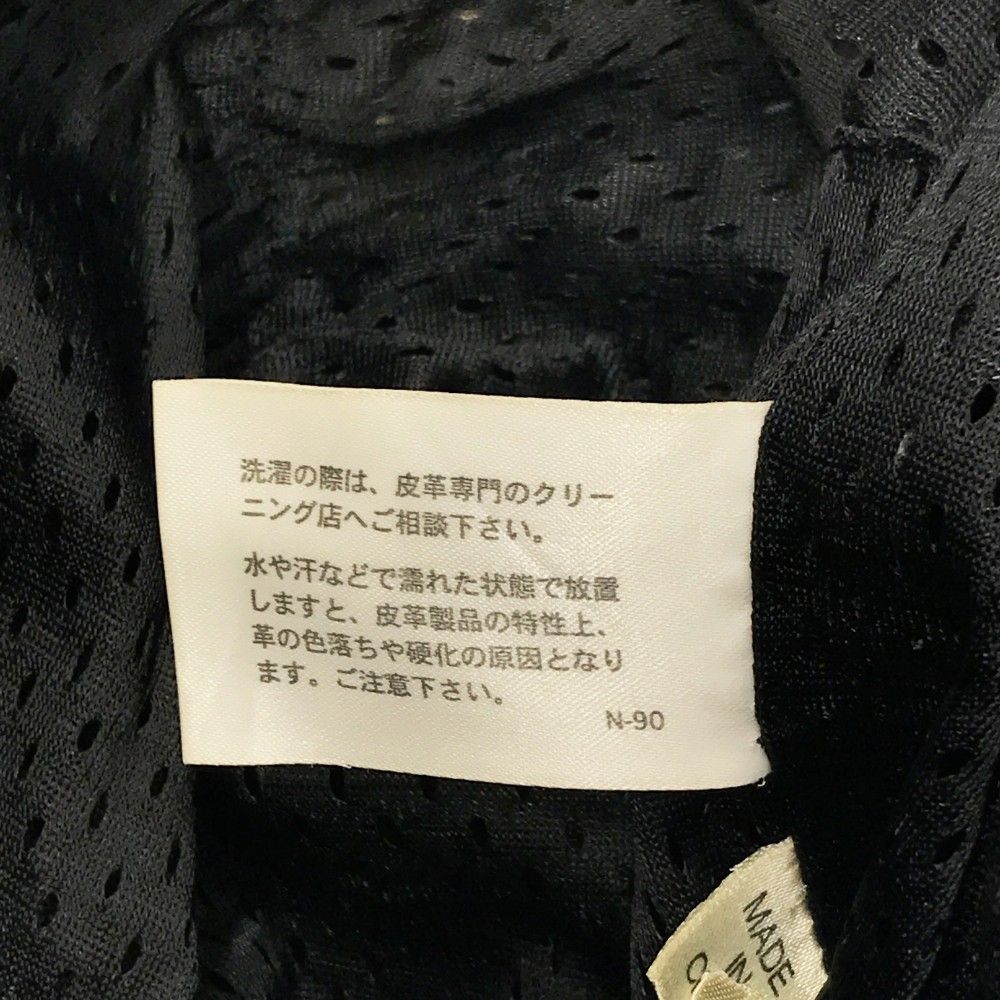 洗濯の際は、皮革専門のクリー
ニング店へご相談下さい。
水や汗などで濡れた状態で放置
しますと、皮革製品の特性上、
革の色落ちや硬化の原因となり
ます。ご注意下さい。
N-90
MADE
IN